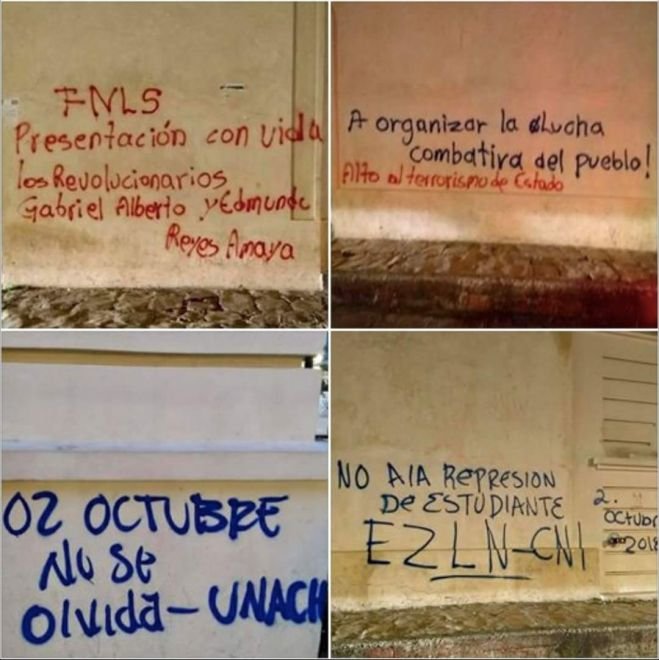 FNLS
Presentación con vida
los Revolucionarios
Gabriel Alberto y Edmundo
Reyes Amaya
A organizar la Lucha
combativa del pueblo!
Alto al terrorismo de Estado
02 OCTUBRE
No se
olvida - UNACH
NO A lA REPRESION
DE ESTUDIANTE
EZLN-CNI
2.
OCTUBR
2018